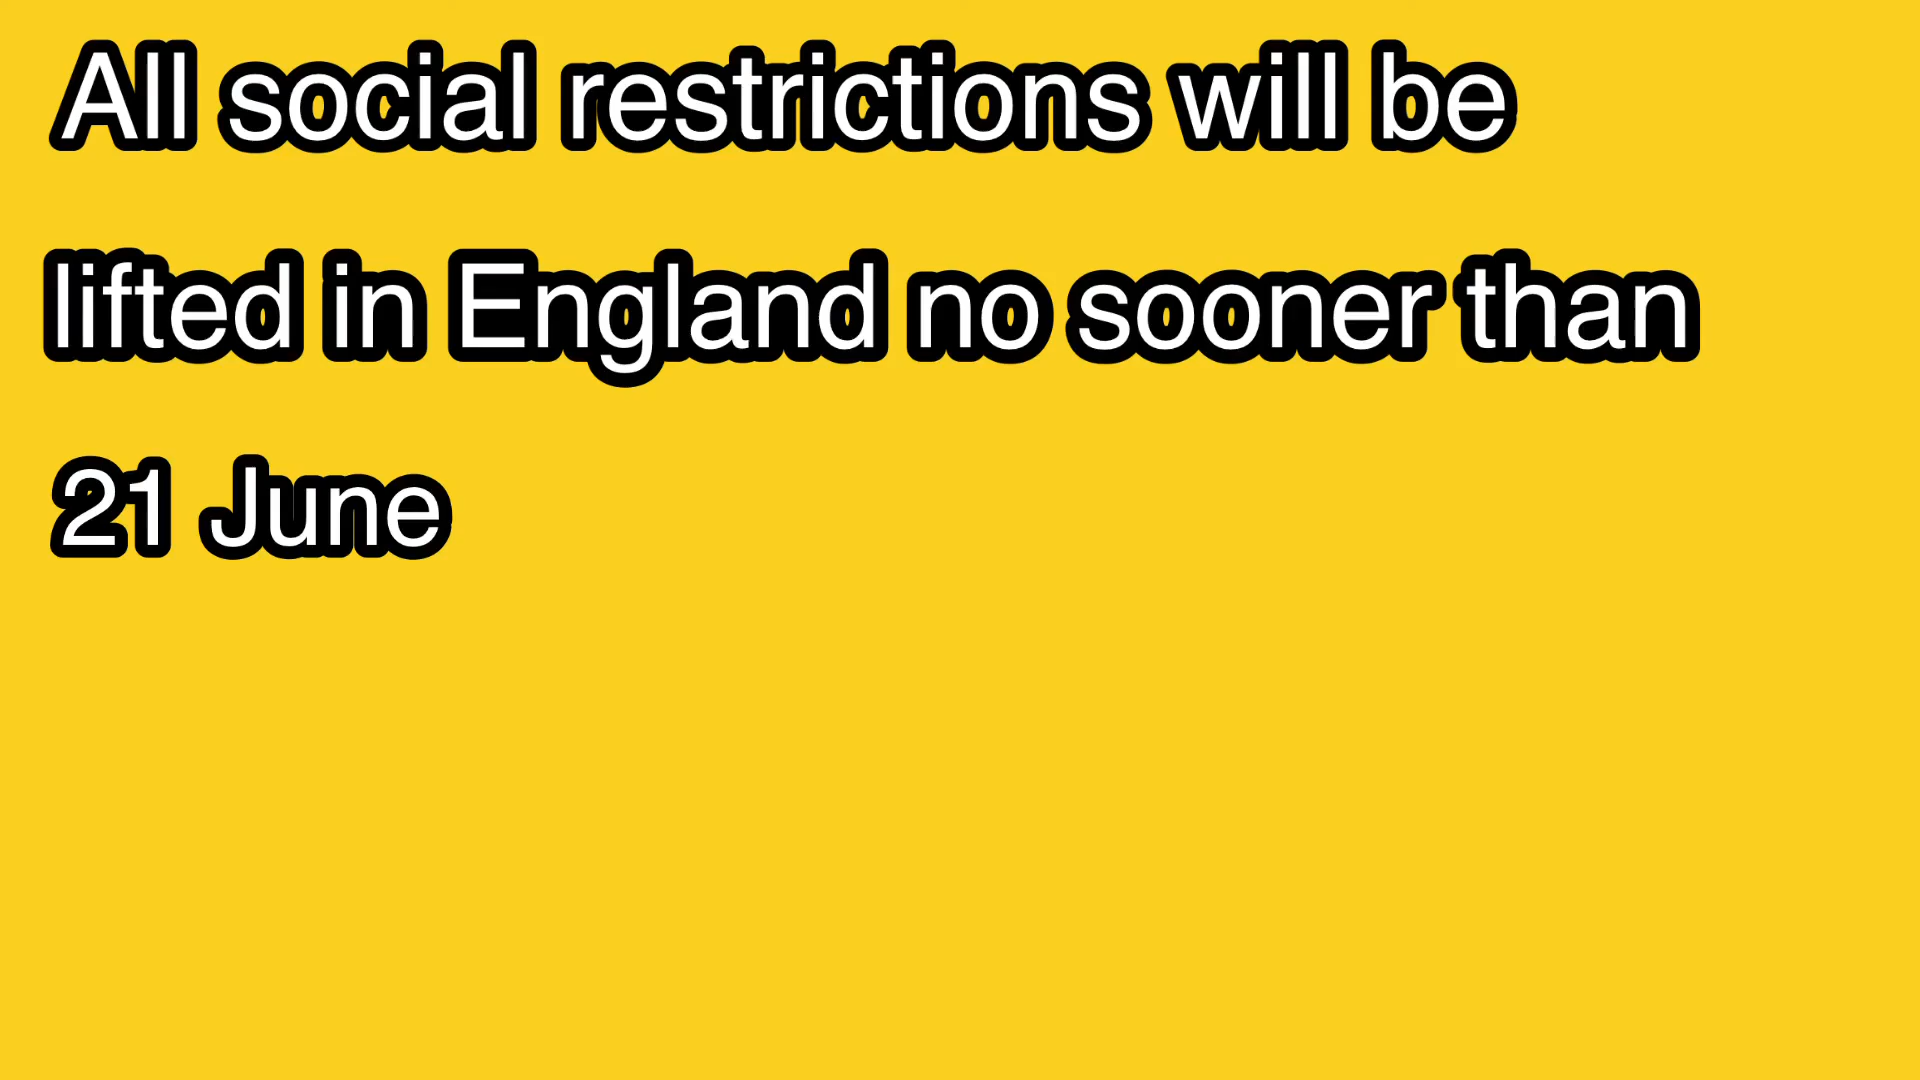 All social restrictions will be
lifted in England no sooner than
21 June